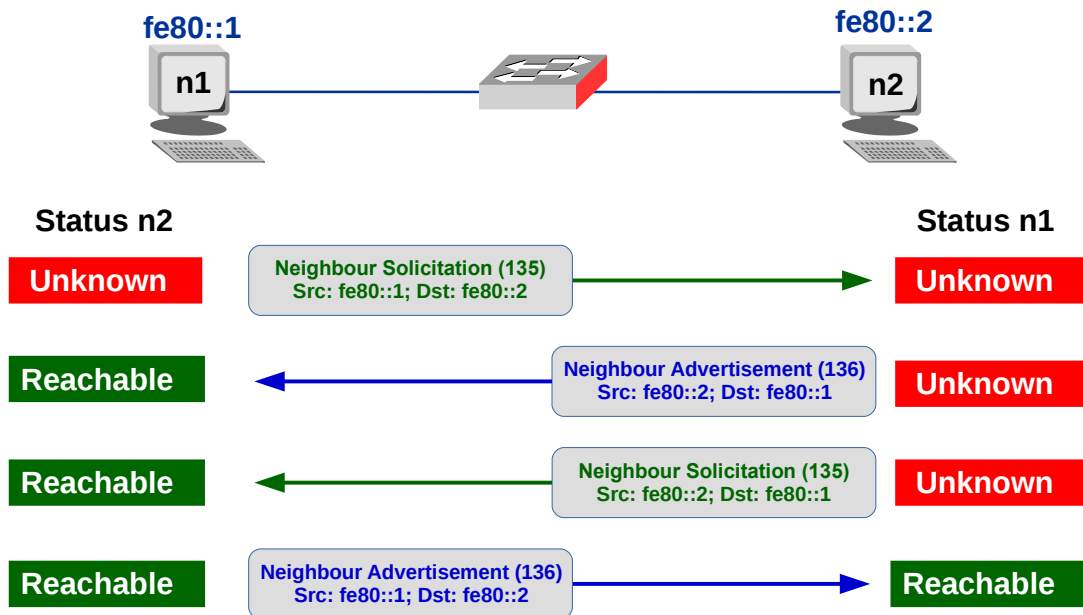 fe80::1
fe80::2
n1
n2
Status n2
Status n1
Unknown
Neighbour Solicitation (135)
Src: fe80::1; Dst: fe80::2
Unknown
Reachable
Neighbour Advertisement (136)
Src: fe80::2; Dst: fe80::1
Unknown
Reachable
Neighbour Solicitation (135)
Src: fe80::2; Dst: fe80::1
Unknown
Reachable
Neighbour Advertisement (136)
Src: fe80::1; Dst: fe80::2
Reachable